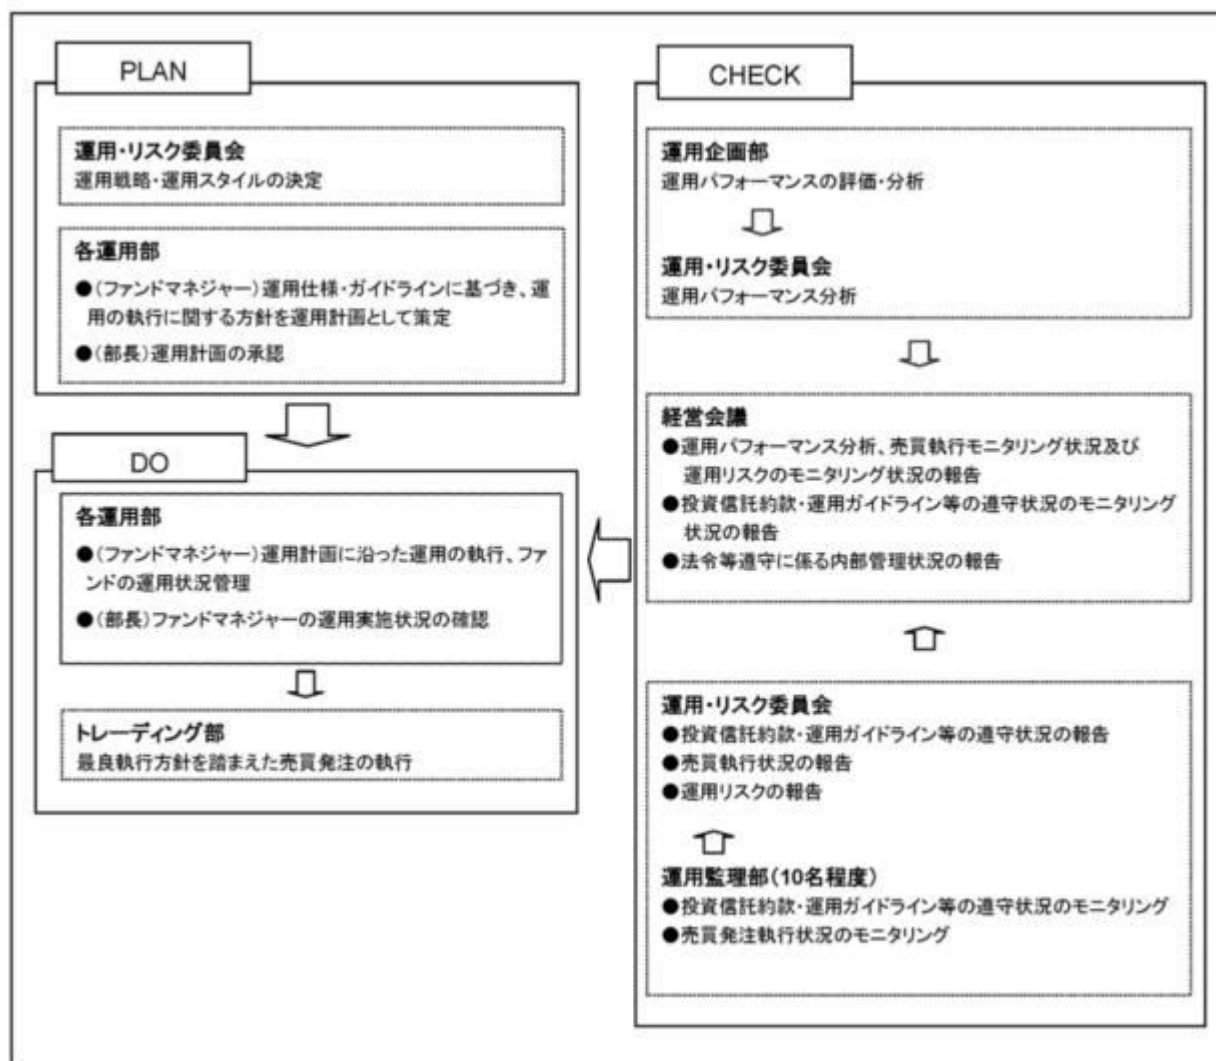 PLAN
運用・リスク委員会
運用戦略・運用スタイルの決定
各運用部
●(ファンドマネジャー)運用仕様・ガイドラインに基づき、運
用の執行に関する方針を運用計画として策定
●(部長)運用計画の承認
DO
各運用部
●(ファンドマネジャー)運用計画に沿った運用の執行、ファ
ンドの運用状況管理
●(部長)ファンドマネジャーの運用実施状況の確認
トレーディング部
最良執行方針を踏まえた売買発注の執行
CHECK
運用企画部
運用パフォーマンスの評価・分析
運用・リスク委員会
運用パフォーマンス分析
経営会議
●運用パフォーマンス分析、売買執行モニタリング状況及び
運用リスクのモニタリング状況の報告
●投資信託約款・運用ガイドライン等の遵守状況のモニタリング
状況の報告
●法令等遵守に係る内部管理状況の報告
運用・リスク委員会
●投資信託約款・運用ガイドライン等の遵守状況の報告
●売買執行状況の報告
●運用リスクの報告
運用監理部(10名程度)
●投資信託約款・運用ガイドライン等の遵守状況のモニタリング
●売買発注執行状況のモニタリング